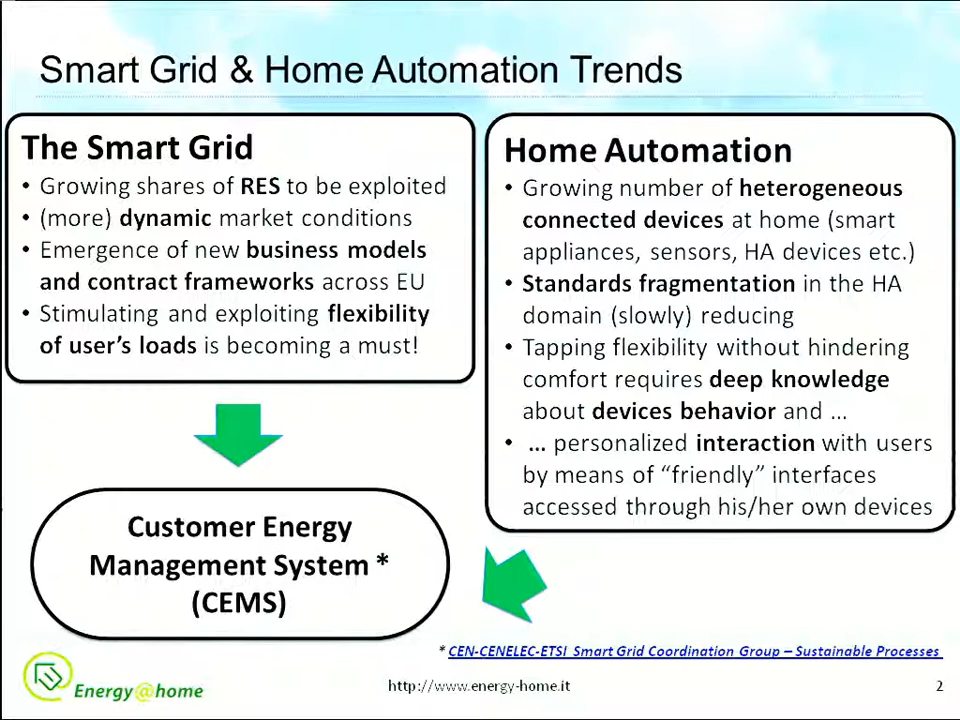 Smart Grid & Home Automation Trends
The Smart Grid
• Growing shares of RES to be exploited
• (more) dynamic market conditions
• Emergence of new business models
and contract frameworks across EU
• Stimulating and exploiting flexibility
of user's loads is becoming a must!
Home Automation
• Growing number of heterogeneous
connected devices at home (smart
appliances, sensors, HA devices etc.)
• Standards fragmentation in the HA
domain (slowly) reducing
• Tapping flexibility without hindering
comfort requires deep knowledge
about devices behavior and ...
• ... personalized interaction with users
by means of “friendly” interfaces
accessed through his/her own devices
Customer Energy
Management System *
(CEMS)
* CEN-CENELEC-ETSI Smart Grid Coordination Group – Sustainable Processes
Energy@home
http://www.energy-home.it
2